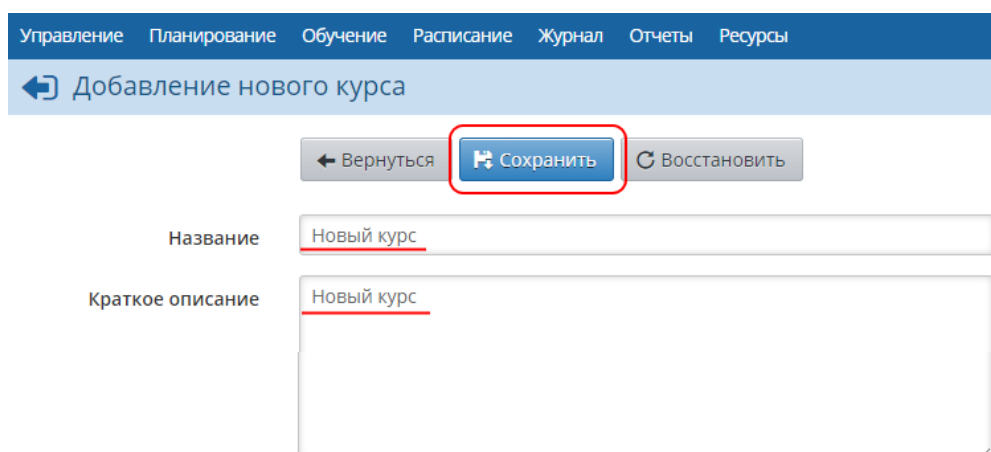 Управление Планирование Обучение Расписание Журнал Отчеты Ресурсы
Добавление нового курса
Вернуться Сохранить Восстановить
Название Новый курс
Краткое описание Новый курс